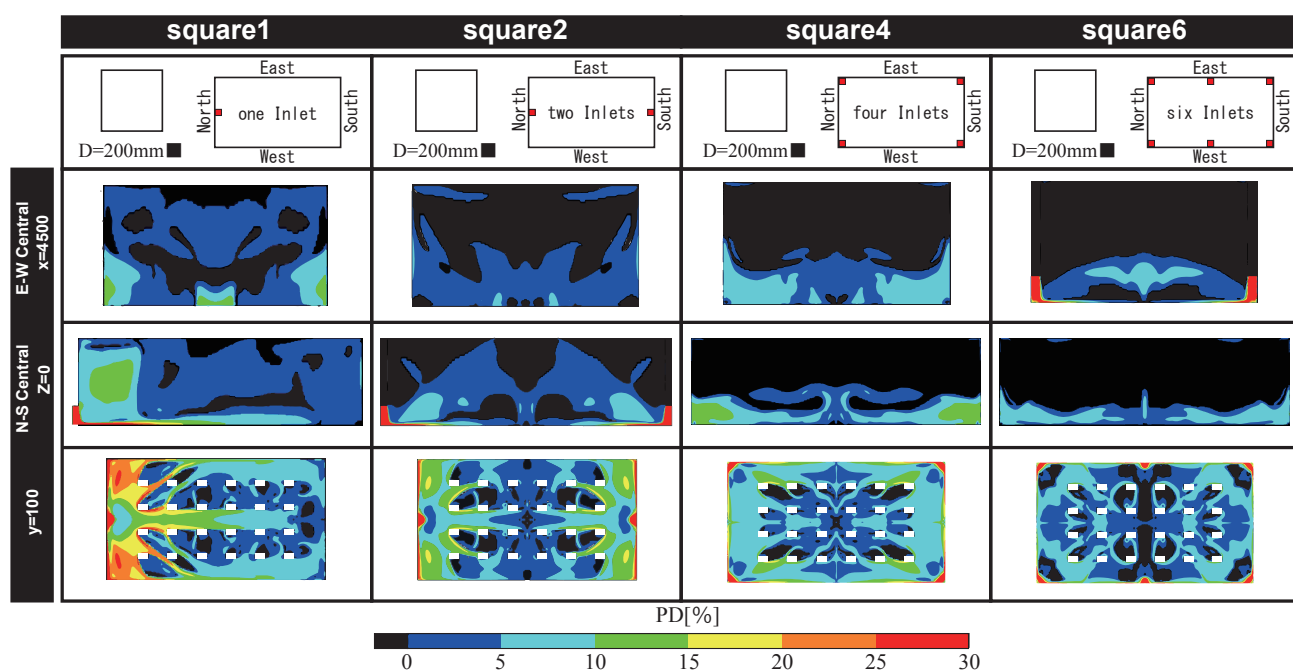 square1 square2 square4 square6
East East East East
North one Inlet South North two Inlets South North four Inlets South North six Inlets South
D=200mm West D=200mm West D=200mm West D=200mm West
E-W Central
x=4500
N-S Central
Z=0
y=100
PD[%]
0 5 10 15 20 25 30